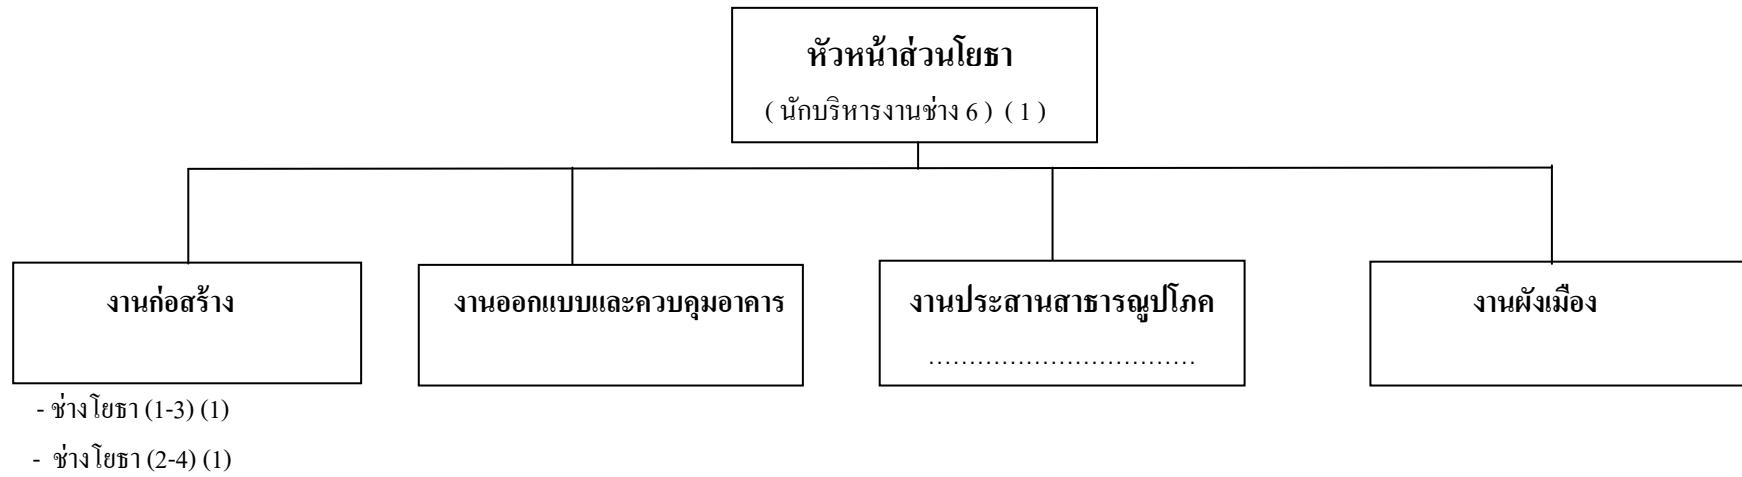 หัวหน้าส่วนโยธา
( นักบริหารงานช่าง 6 ) ( 1 )
งานก่อสร้าง
งานออกแบบและควบคุมอาคาร
งานประสานสาธารณูปโภค
................................
งานผังเมือง
- ช่างโยธา (1-3) (1)
- ช่างโยธา (2-4) (1)